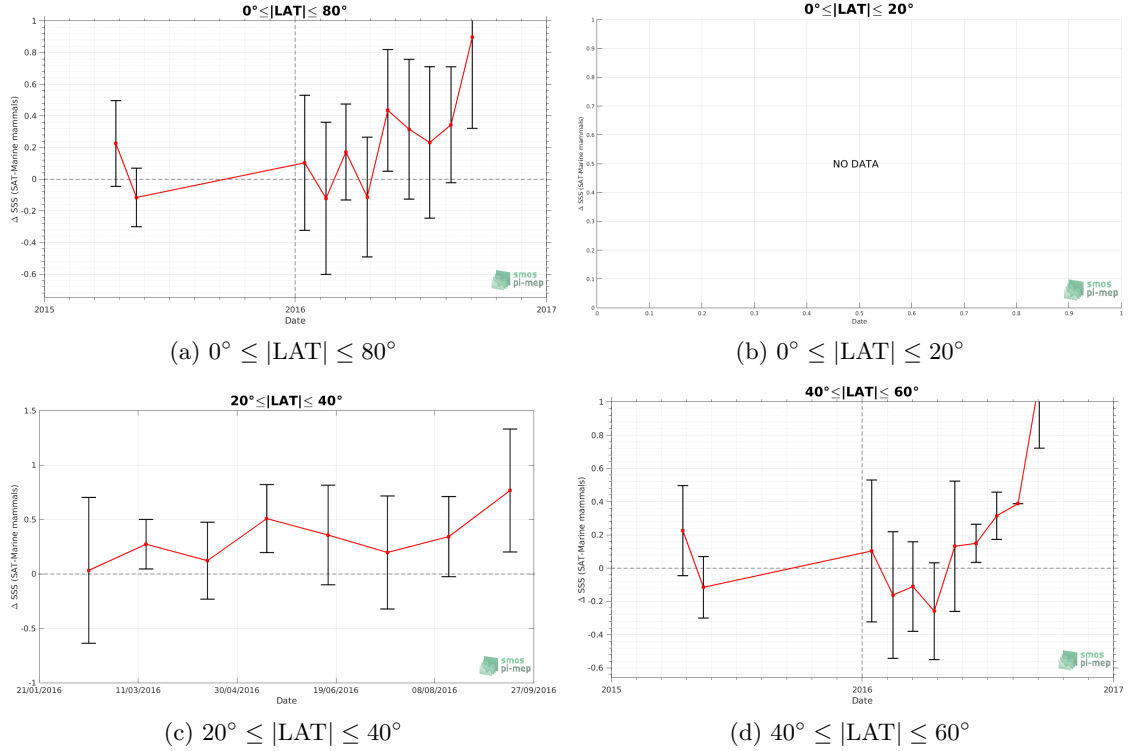 0°≤|LAT|≤ 80°
1
0.8
0.6
0.4
0.2
0
-0.2
-0.4
-0.6
Δ SSS (SAT-Marine mammals)
smos
pi-mep
2015
2016
2017
Date
(a) 0° ≤ |LAT| ≤ 80°
0°≤|LAT|≤ 20°
1
0.9
0.8
0.7
0.6
0.5
0.4
0.3
0.2
0.1
0
Δ SSS (SAT-Marine mammals)
NO DATA
smos
pi-mep
0 0.1 0.2 0.3 0.4 0.5 0.6 0.7 0.8 0.9 1
Date
(b) 0° ≤ |LAT| ≤ 20°
20°≤|LAT|≤ 40°
1.5
1
0.5
0
-0.5
-1
Δ SSS (SAT-Marine mammals)
smos
pi-mep
21/01/2016 11/03/2016 30/04/2016 19/06/2016 08/08/2016 27/09/2016
Date
(c) 20° ≤ |LAT| ≤ 40°
40°≤|LAT|≤ 60°
1
0.8
0.6
0.4
0.2
0
-0.2
-0.4
-0.6
Δ SSS (SAT-Marine mammals)
smos
pi-mep
2015
2016
2017
Date
(d) 40° ≤ |LAT| ≤ 60°